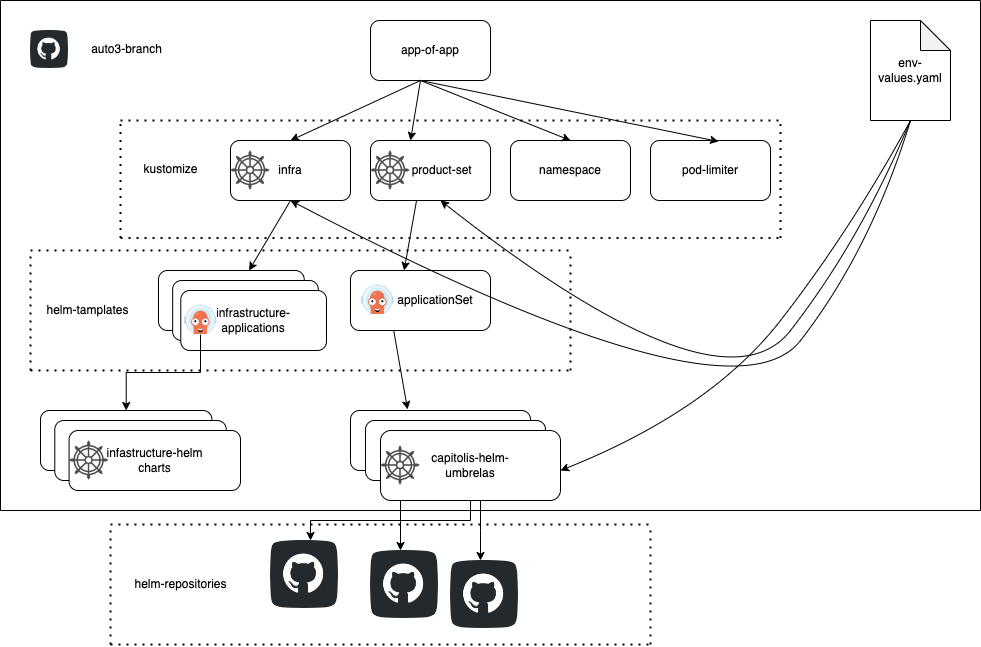 auto3-branch
app-of-app
env-
values.yaml
kustomize
infra
product-set
namespace
pod-limiter
helm-tamplates
infrastructure-
applications
applicationSet
infastructure-helm
charts
capitolis-helm-
umbrelas
helm-repositories